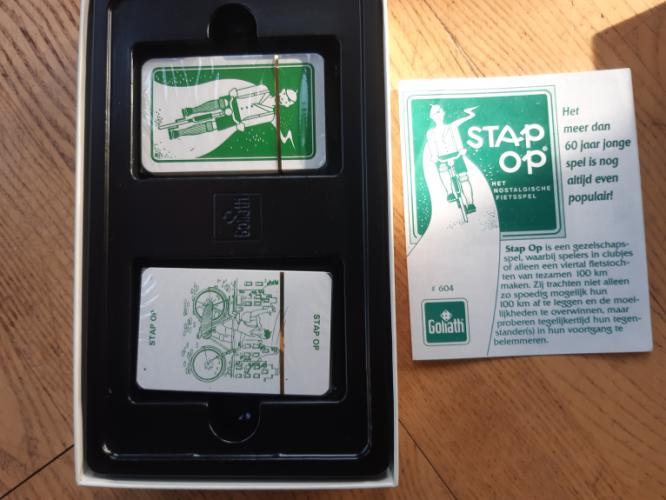 STAP OP
STAP OP
Goliath
STAP
OP®
HET
NOSTALGISCHE
FIETSSPEL
Het
meer dan
60 jaar jonge
spel is nog
altijd even
populair!
Stap Op is een gezelschaps-
spel, waarbij spelers in clubjes
of alleen een viertal fietstoch-
ten van tezamen 100 km
maken. Zij trachten niet alleen
zo spoedig mogelijk hun
100 km af te leggen en de moei-
lijkheden te overwinnen, maar
proberen tegelijkertijd hun tegen-
stander(s) in hun voortgang te
belemmeren.
# 604
Goliath